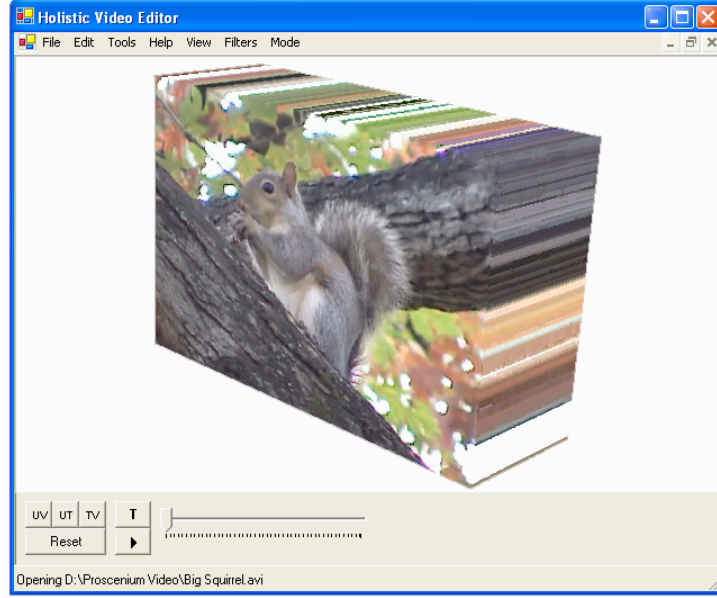 Holistic Video Editor
File Edit Tools Help View Filters Mode
UV UT TV T
Reset
Opening D:\Proscenium Video\Big Squirrel.avi